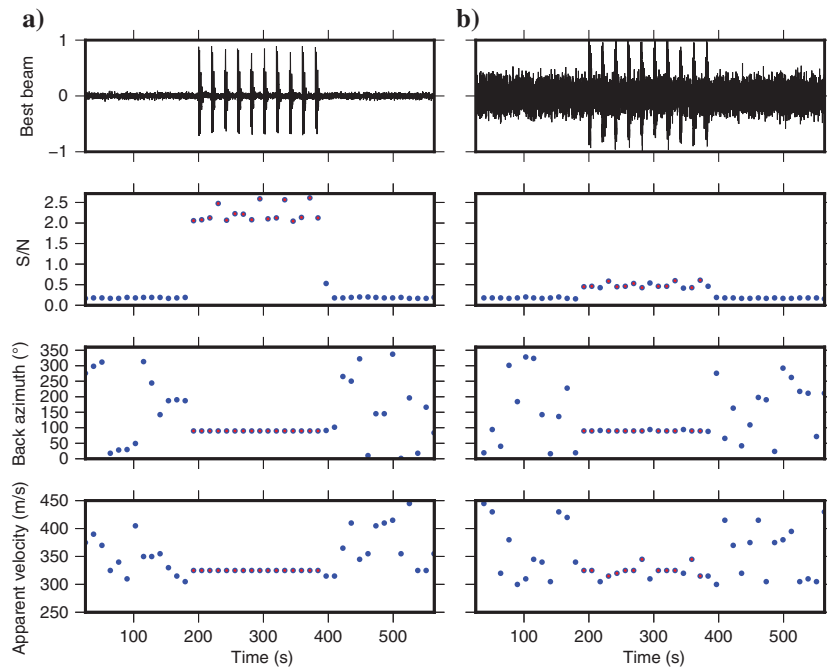 a)
b)
Best beam
1
0
−1
S/N
2.5
2.0
1.5
1.0
0.5
0.0
Back azimuth (°)
350
300
250
200
150
100
50
0
Apparent velocity (m/s)
450
400
350
300
250
100 200 300 400 500
Time (s)
100 200 300 400 500
Time (s)